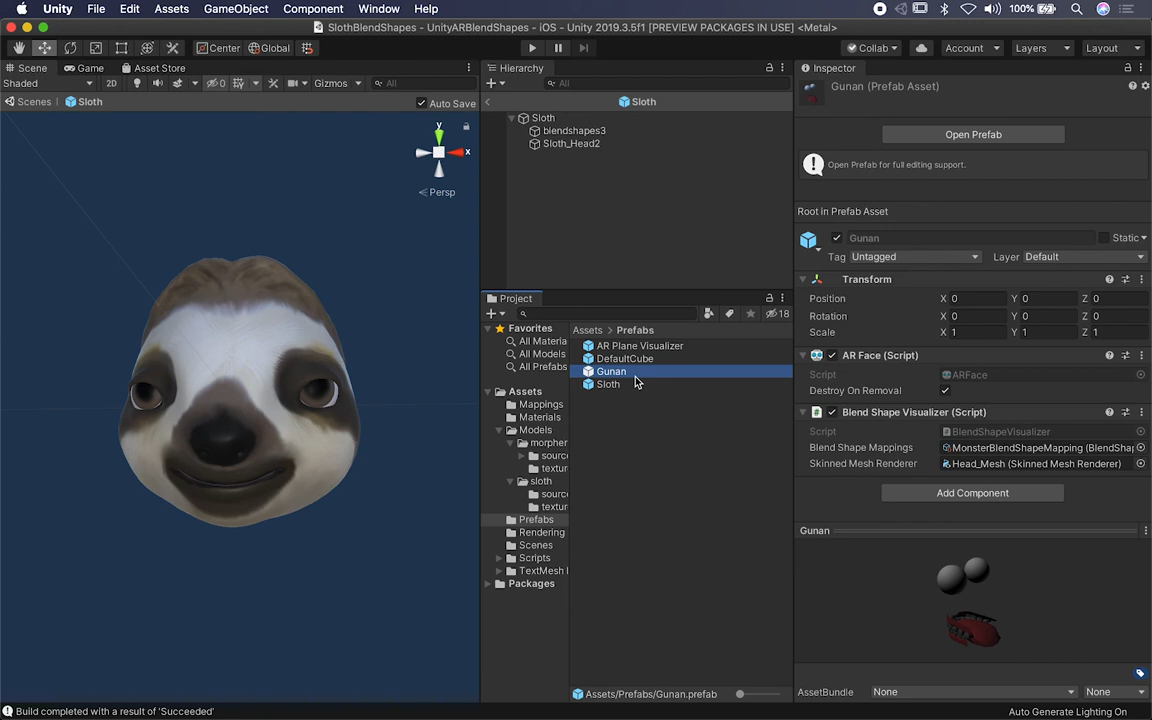 Unity File Edit Assets GameObject Component Window Help 100%
SlothBlendShapes - UnityARBlendShapes - iOS - Unity 2019.3.5f1 [PREVIEW PACKAGES IN USE] <Metal>
Center Global Collab Account Layers Layout
Scene Game Asset Store
Shaded 2D 0 Gizmos All
Scenes Sloth Auto Save
y
x
Persp
Hierarchy
All
Sloth
Sloth
blendshapes3
Sloth_Head2
Project
18
Favorites
All Materia
All Models
All Prefabs
Assets
Mappings
Materials
Models
morpher
sourc
textur
sloth
sourc
textur
Prefabs
Rendering
Scenes
Scripts
TextMesh
Packages
Assets > Prefabs
AR Plane Visualizer
DefaultCube
Gunan
Sloth
Assets/Prefabs/Gunan.prefab
Inspector
Gunan (Prefab Asset)
Open Prefab
Open Prefab for full editing support.
Root in Prefab Asset
Gunan Static
Tag Untagged Layer Default
Transform
Position X 0 Y 0 Z 0
Rotation X 0 Y 0 Z 0
Scale X 1 Y 1 Z 1
AR Face (Script)
Script ARFace
Destroy On Removal
Blend Shape Visualizer (Script)
Script BlendShapeVisualizer
Blend Shape Mappings MonsterBlendShapeMapping (BlendShap
Skinned Mesh Renderer Head_Mesh (Skinned Mesh Renderer)
Add Component
Gunan
AssetBundle None None
Build completed with a result of 'Succeeded' Auto Generate Lighting On